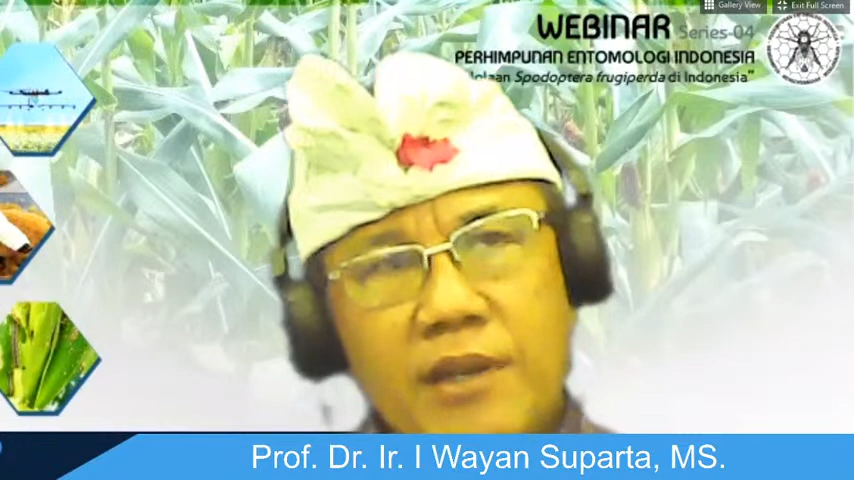 Gallery View
Exit Full Screen
WEBINAR Series-04
PERHIMPUNAN ENTOMOLOGI INDONESIA
Spodoptera frugiperda di Indonesia"
Prof. Dr. Ir. I Wayan Suparta, MS.